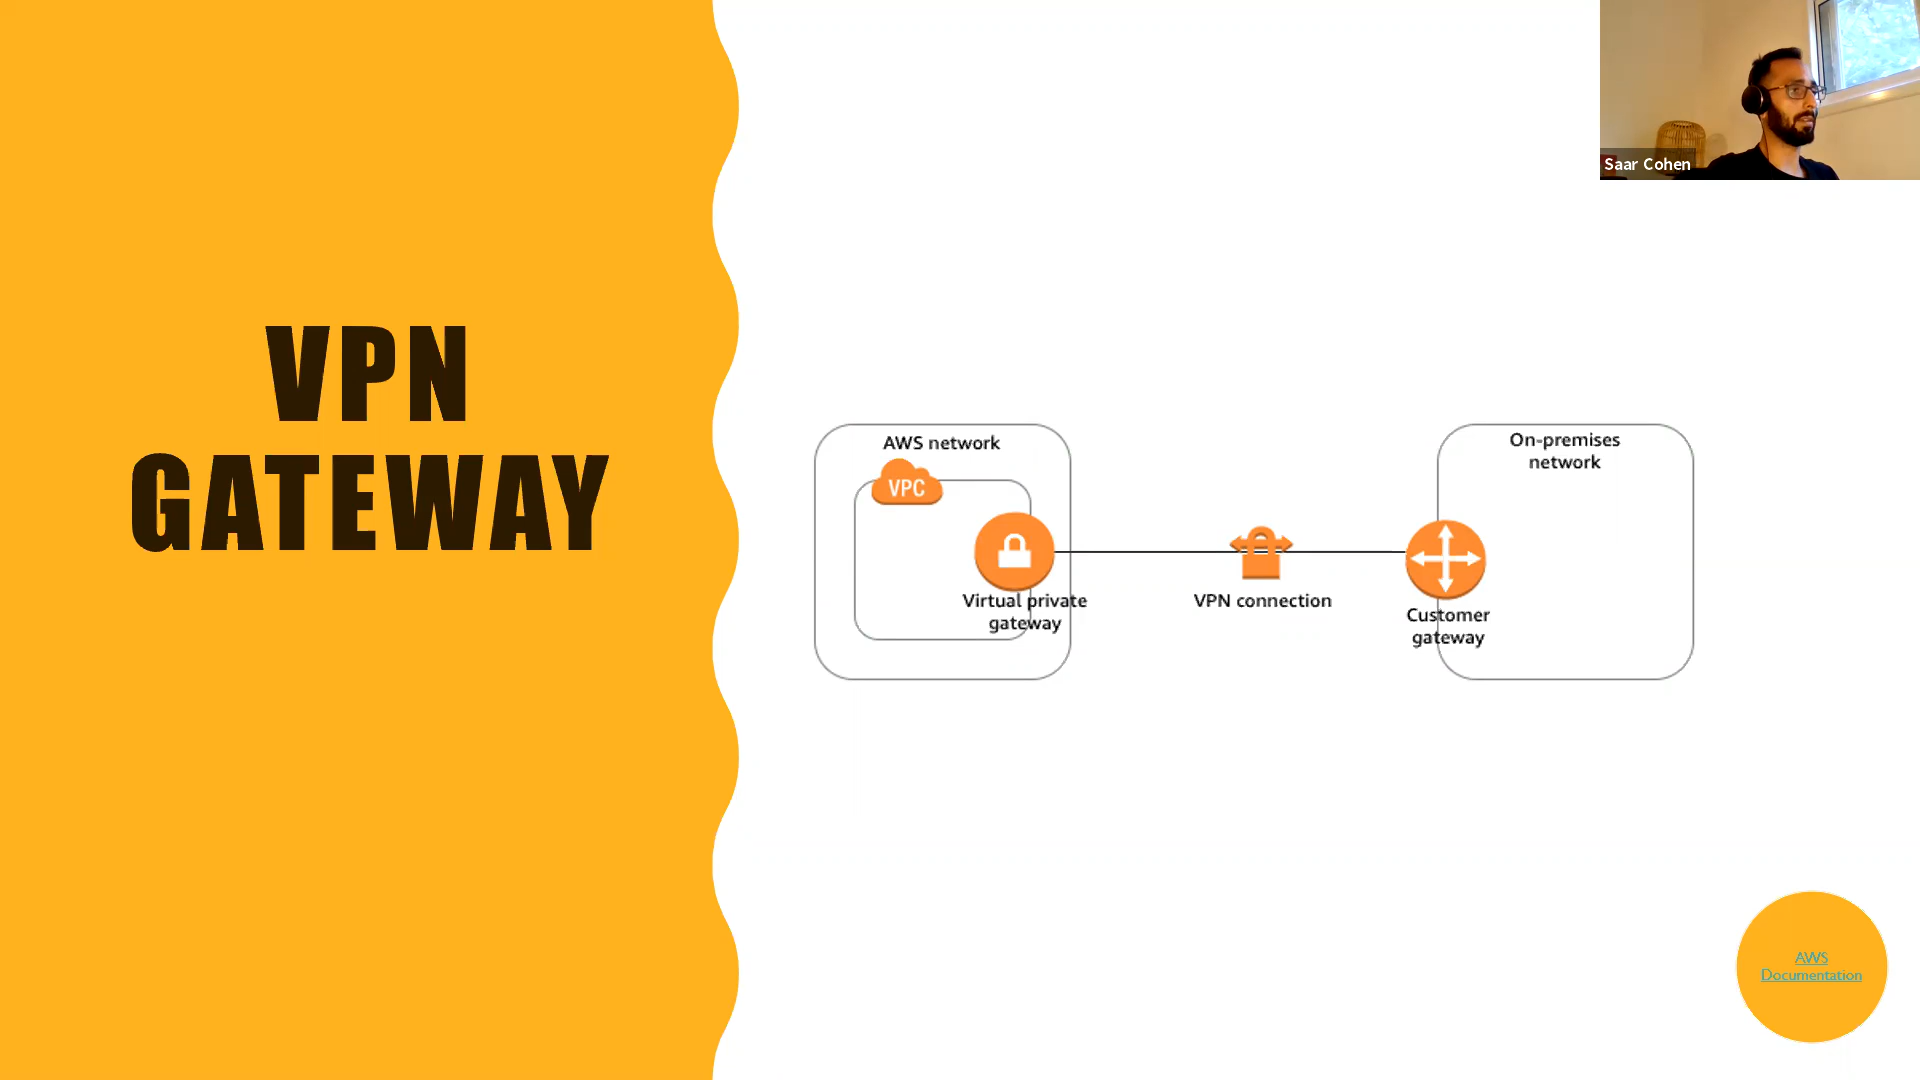 VPN
GATEWAY
Saar Cohen
AWS network
VPC
Virtual private
gateway
VPN connection
On-premises
network
Customer
gateway
AWS
Documentation